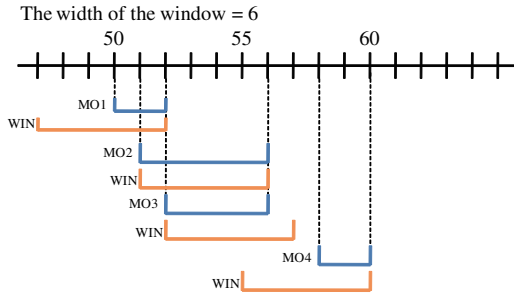 The width of the window = 6
50 55 60
MO1
WIN
MO2
WIN
MO3
WIN
MO4
WIN